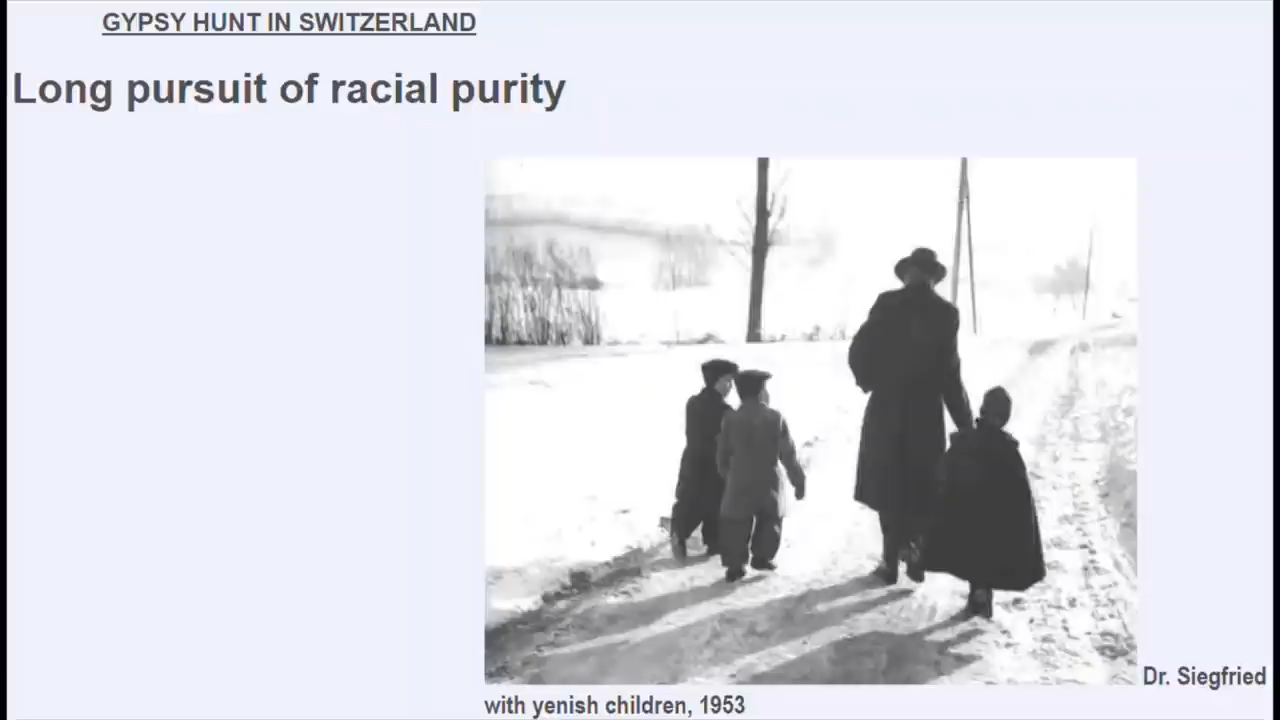 GYPSY HUNT IN SWITZERLAND
Long pursuit of racial purity
Dr. Siegfried
with yenish children, 1953